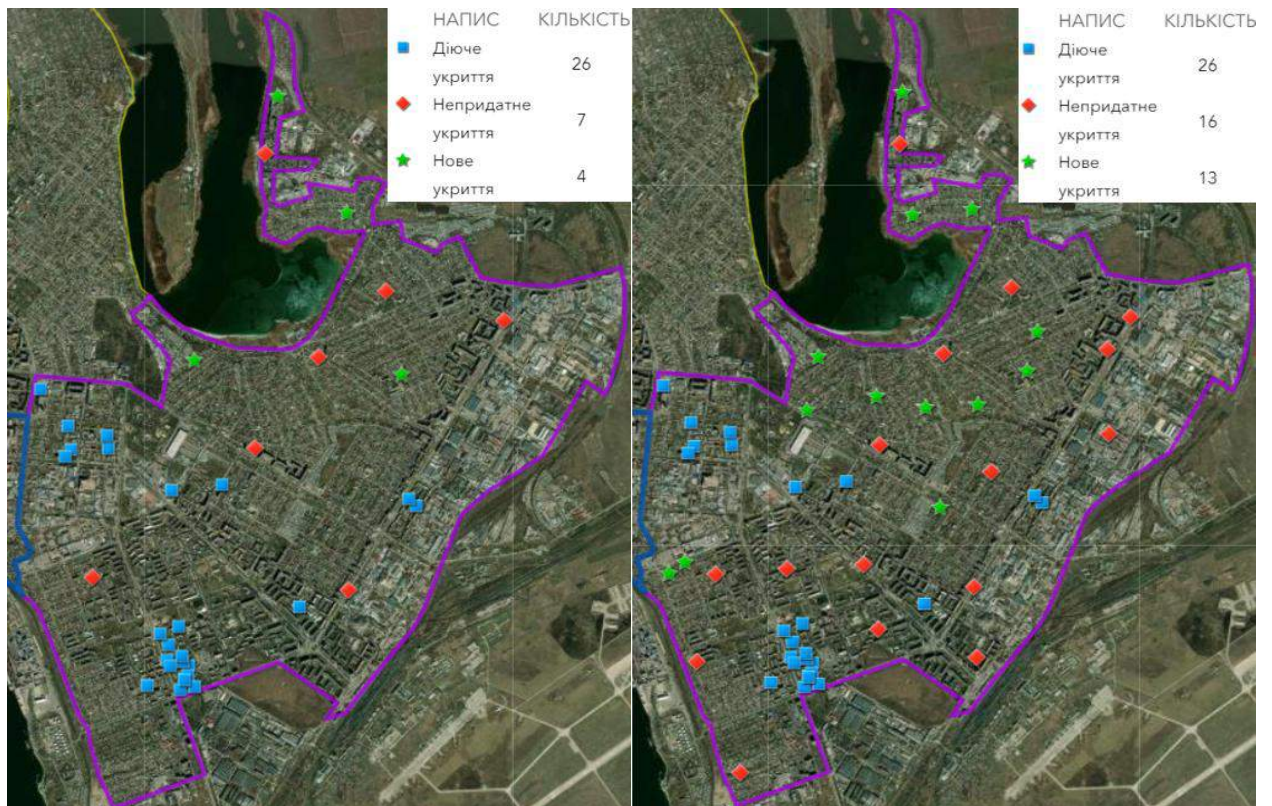 НАПИС КІЛЬКІСТЬ
Діюче
укриття 26
Непридатне
укриття 7
Нове
укриття 4
НАПИС КІЛЬКІСТЬ
Діюче
укриття 26
Непридатне
укриття 16
Нове
укриття 13